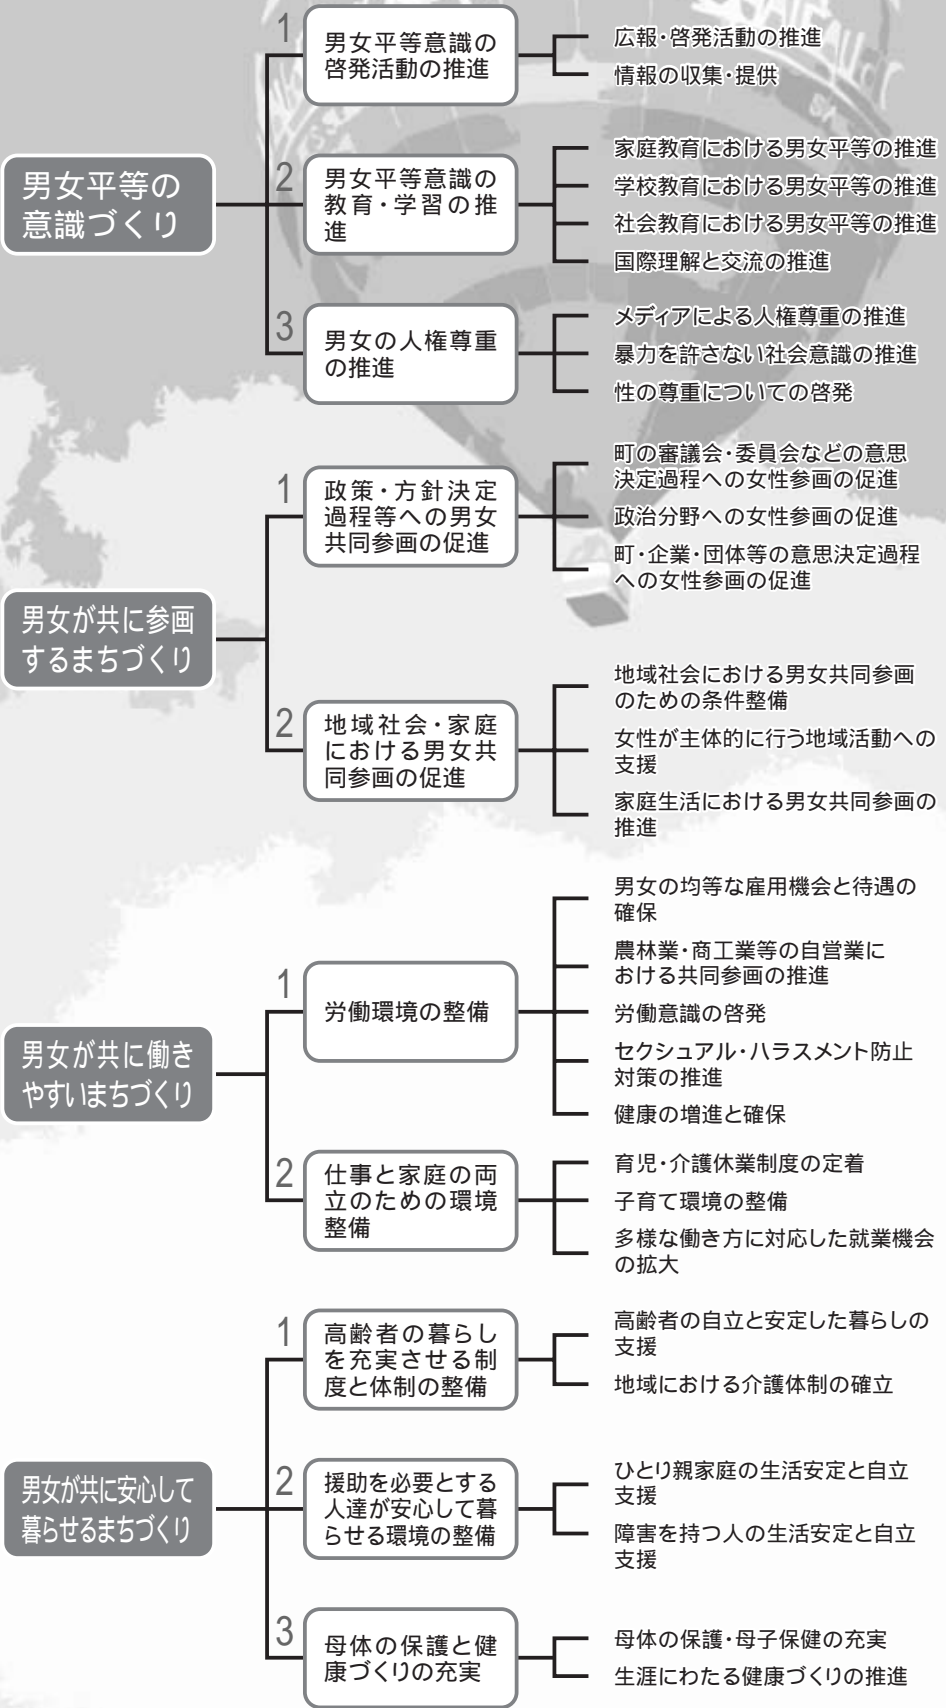 男女平等の
意識づくり
1
男女平等意識の
啓発活動の推進
広報・啓発活動の推進
情報の収集・提供
2
男女平等意識の
教育・学習の推
進
家庭教育における男女平等の推進
学校教育における男女平等の推進
社会教育における男女平等の推進
国際理解と交流の推進
3
男女の人権尊重
の推進
メディアによる人権尊重の推進
暴力を許さない社会意識の推進
性の尊重についての啓発
男女が共に参画
するまちづくり
1
政策・方針決定
過程等への男女
共同参画の促進
町の審議会・委員会などの意思
決定過程への女性参画の促進
政治分野への女性参画の促進
町・企業・団体等の意思決定過程
への女性参画の促進
2
地域社会・家庭
における男女共
同参画の促進
地域社会における男女共同参画
のための条件整備
女性が主体的に行う地域活動への
支援
家庭生活における男女共同参画の
推進
男女が共に働き
やすいまちづくり
1
労働環境の整備
男女の均等な雇用機会と待遇の
確保
農林業・商工業等の自営業に
おける共同参画の推進
労働意識の啓発
セクシュアル・ハラスメント防止
対策の推進
健康の増進と確保
2
仕事と家庭の両
立のための環境
整備
育児・介護休業制度の定着
子育て環境の整備
多様な働き方に対応した就業機会
の拡大
男女が共に安心して
暮らせるまちづくり
1
高齢者の暮らし
を充実させる制
度と体制の整備
高齢者の自立と安定した暮らしの
支援
地域における介護体制の確立
2
援助を必要とする
人達が安心して暮
らせる環境の整備
ひとり親家庭の生活安定と自立
支援
障害を持つ人の生活安定と自立
支援
3
母体の保護と健
康づくりの充実
母体の保護・母子保健の充実
生涯にわたる健康づくりの推進